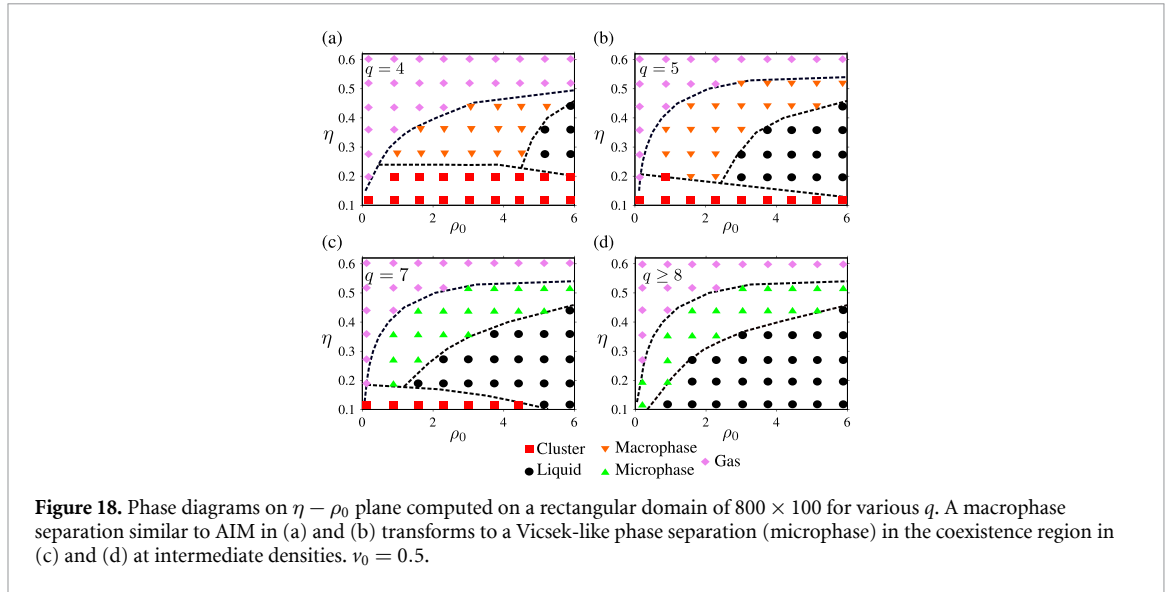 (a) (b)
0.6 q = 4 0.6 q = 5
0.5 0.5
0.4 0.4
η η
0.3 0.3
0.2 0.2
0.1 0.1
0 2 4 6 0 2 4 6
ρ0 ρ0
(c) (d)
0.6 q = 7 0.6 q ≥ 8
0.5 0.5
0.4 0.4
η η
0.3 0.3
0.2 0.2
0.1 0.1
0 2 4 6 0 2 4 6
ρ0 ρ0
Cluster Macrophase Gas
Liquid Microphase
Figure 18. Phase diagrams on η − ρ0 plane computed on a rectangular domain of 800 × 100 for various q. A macrophase
separation similar to AIM in (a) and (b) transforms to a Vicsek-like phase separation (microphase) in the coexistence region in
(c) and (d) at intermediate densities. v0 = 0.5.